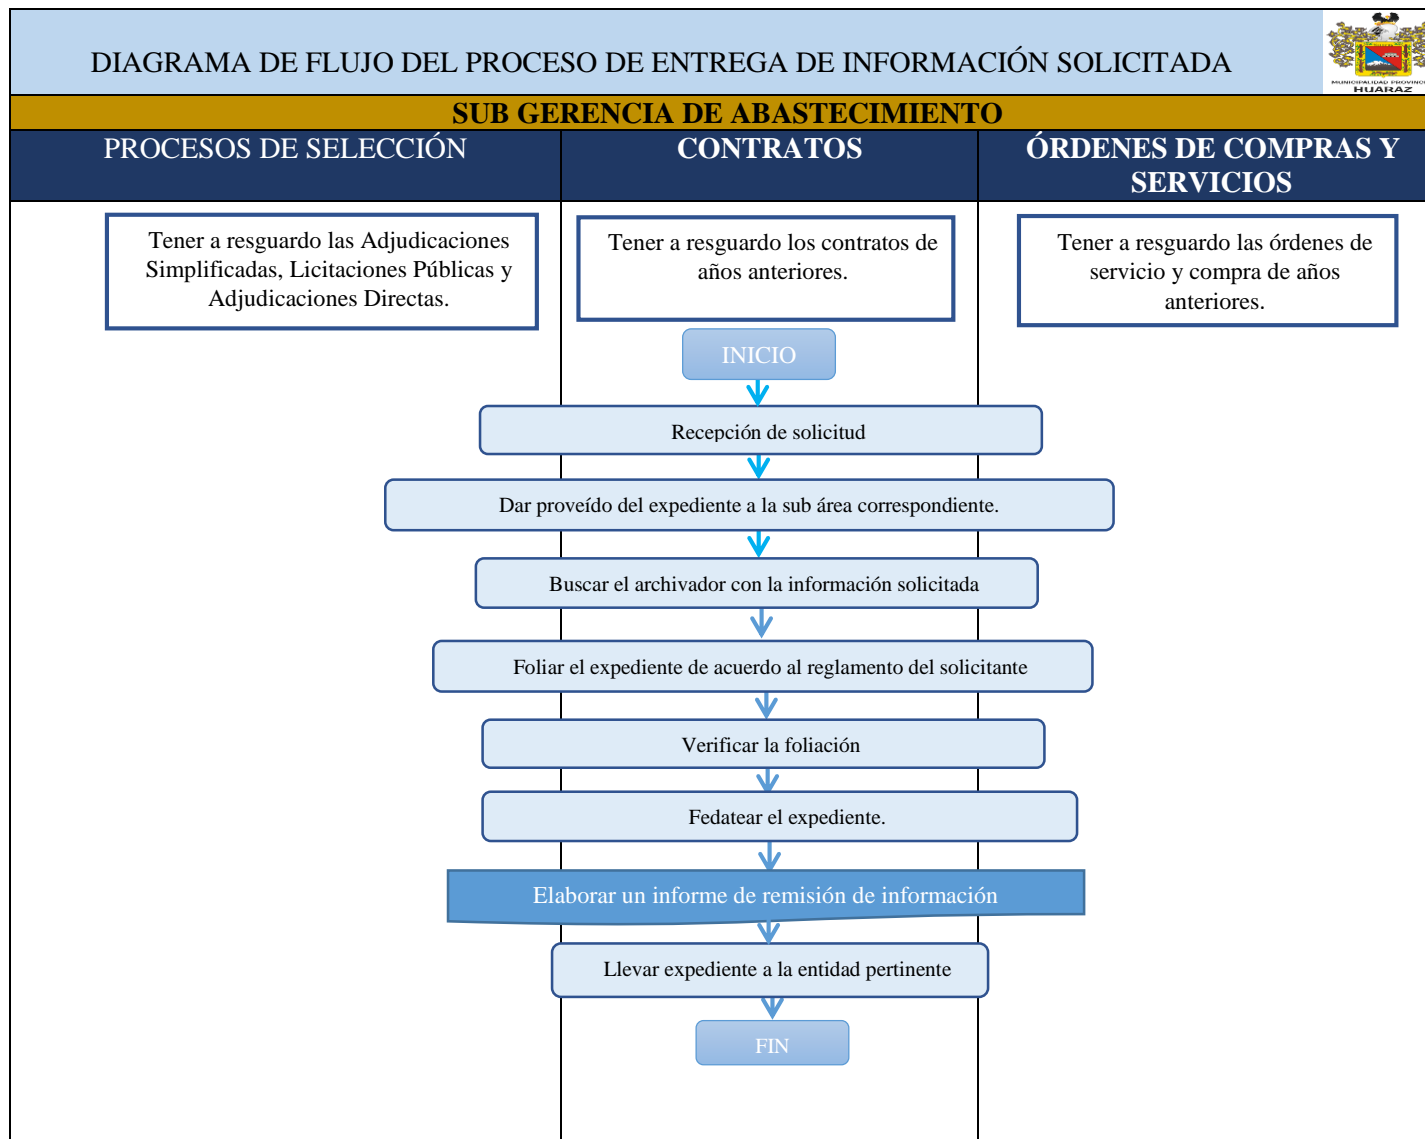 DIAGRAMA DE FLUJO DEL PROCESO DE ENTREGA DE INFORMACIÓN SOLICITADA
MUNICIPALIDAD PROVINC
HUARAZ
SUB GERENCIA DE ABASTECIMIENTO
PROCESOS DE SELECCIÓN
CONTRATOS
ÓRDENES DE COMPRAS Y
SERVICIOS
Tener a resguardo las Adjudicaciones
Simplificadas, Licitaciones Públicas y
Adjudicaciones Directas.
Tener a resguardo los contratos de
años anteriores.
Tener a resguardo las órdenes de
servicio y compra de años
anteriores.
INICIO
Recepción de solicitud
Dar proveído del expediente a la sub área correspondiente.
Buscar el archivador con la información solicitada
Foliar el expediente de acuerdo al reglamento del solicitante
Verificar la foliación
Fedatear el expediente.
Elaborar un informe de remisión de información
Llevar expediente a la entidad pertinente
FIN